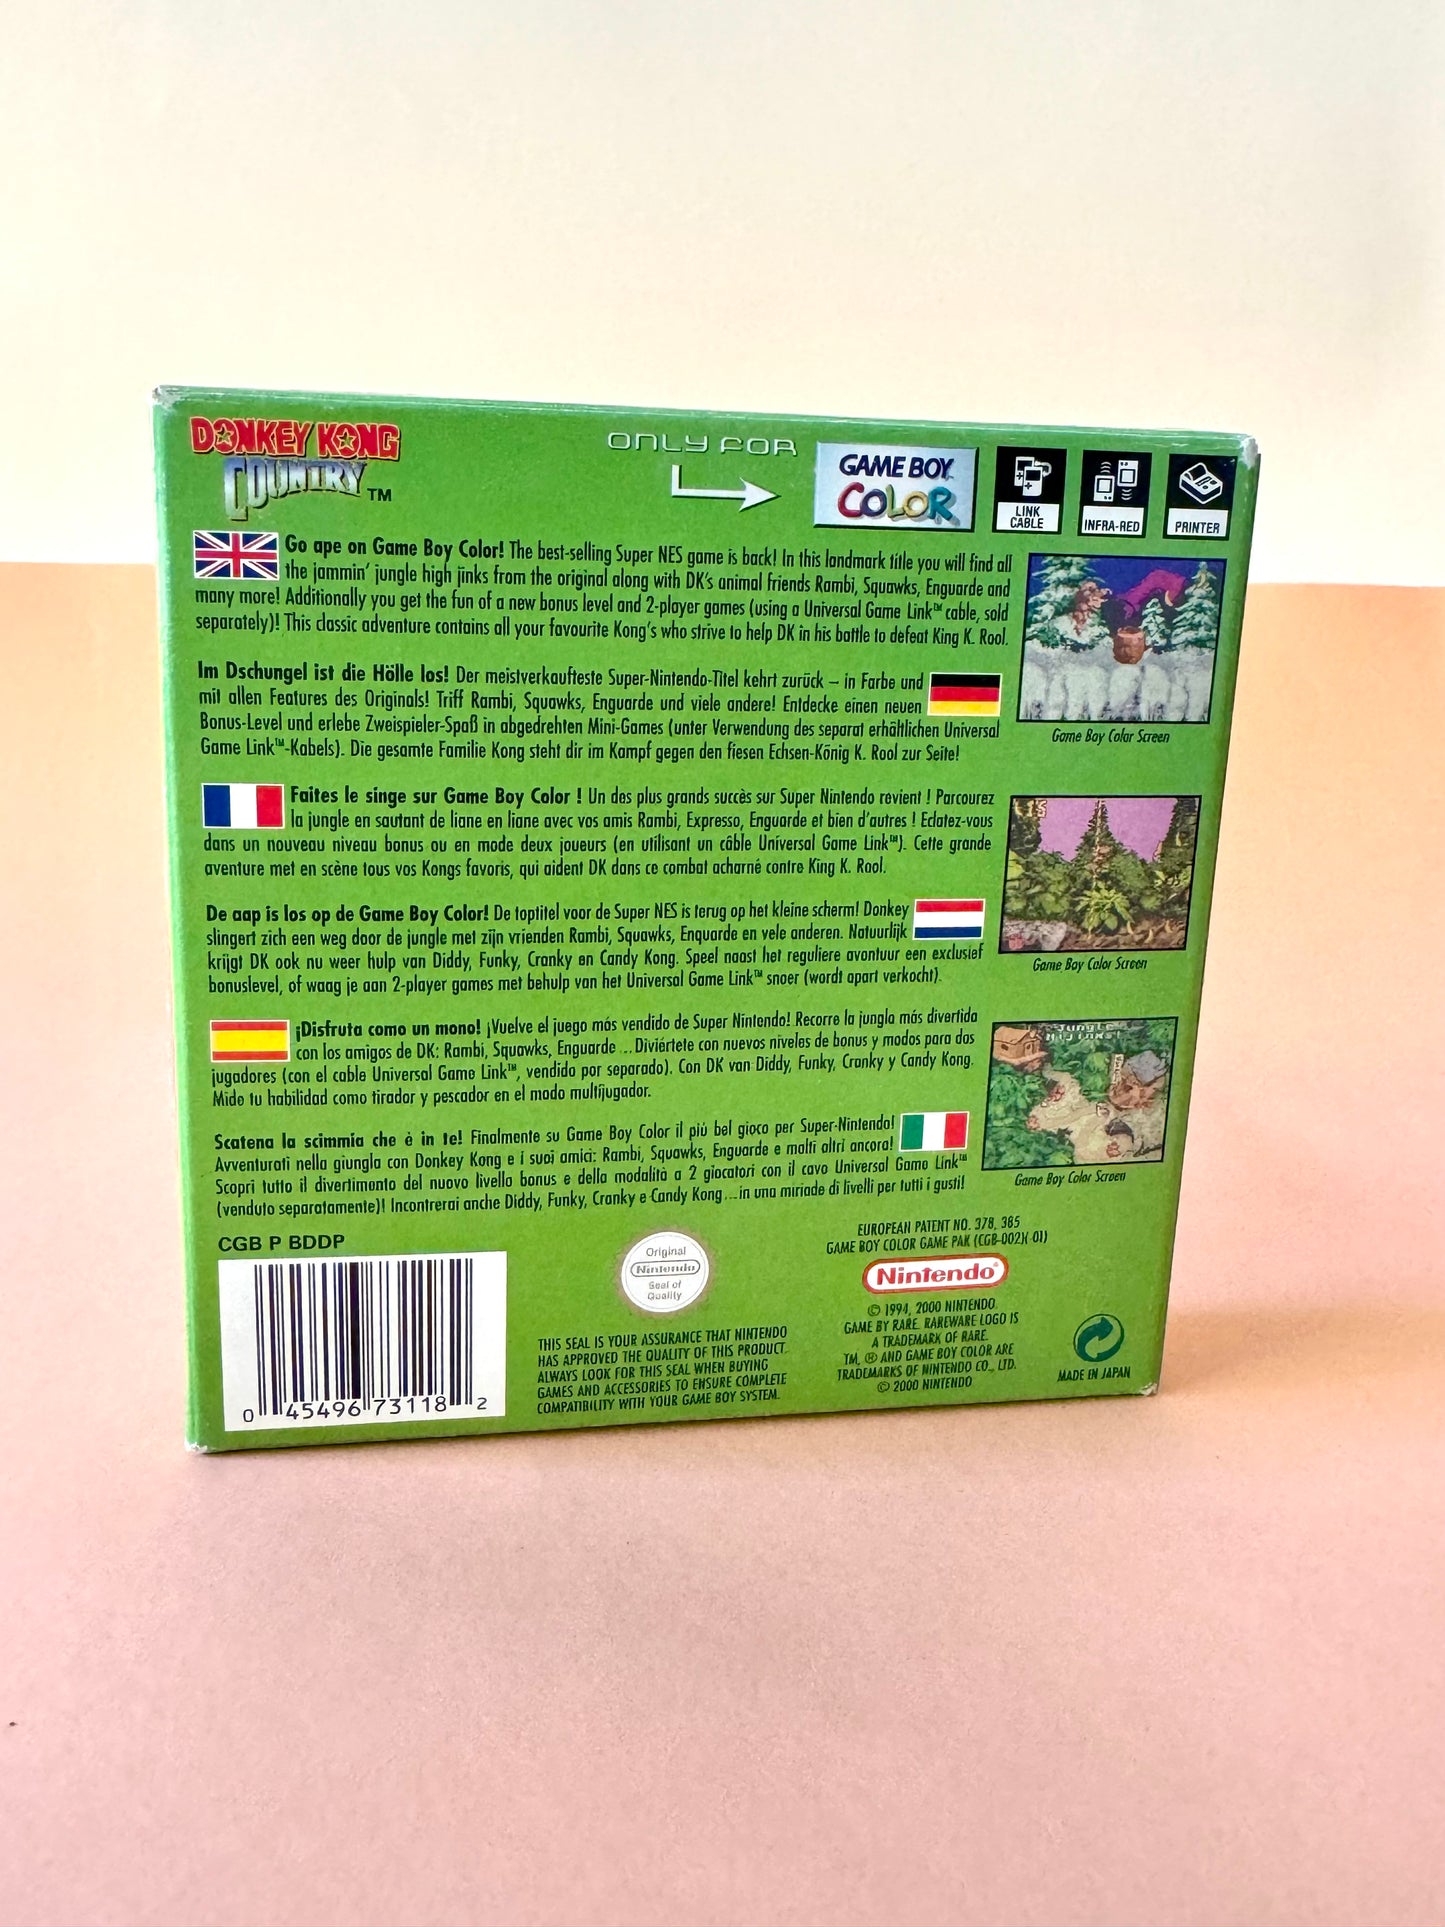 DONKEY KONG
COUNTRY TM
ONLY FOR
GAME BOY
COLOR
LINK
CABLE
INFRA-RED
PRINTER
Go ape on Game Boy Color! The best-selling Super NES game is back! In this landmark title you will find all
the jammin' jungle high jinks from the original along with DK's animal friends Rambi, Squawks, Enguarde and
many more! Additionally you get the fun of a new bonus level and 2-player games (using a Universal Game Link™ cable, sold
separately)! This classic adventure contains all your favourite Kong's who strive to help DK in his battle to defeat King K. Rool.
Game Boy Color Screen
Im Dschungel ist die Hölle los! Der meistverkaufteste Super-Nintendo-Titel kehrt zurück – in Farbe und
mit allen Features des Originals! Triff Rambi, Squawks, Enguarde und viele andere! Entdecke einen neuen
Bonus-Level und erlebe Zweispieler-Spaß in abgedrehten Mini-Games (unter Verwendung des separat erhältlichen Universal
Game Link™-Kabels). Die gesamte Familie Kong steht dir im Kampf gegen den fiesen Echsen-König K. Rool zur Seite!
Faites le singe sur Game Boy Color ! Un des plus grands succès sur Super Nintendo revient ! Parcourez
la jungle en sautant de liane en liane avec vos amis Rambi, Expresso, Enguarde et bien d'autres ! Eclatez-vous
dans un nouveau niveau bonus ou en mode deux joueurs (en utilisant un câble Universal Game Link™). Cette grande
aventure met en scène tous vos Kongs favoris, qui aident DK dans ce combat acharné contre King K. Rool.
Game Boy Color Screen
De aap is los op de Game Boy Color! De toptitel voor de Super NES is terug op het kleine scherm! Donkey
slingert zich een weg door de jungle met zijn vrienden Rambi, Squawks, Enguarde en vele anderen. Natuurlijk
krijgt DK ook nu weer hulp van Diddy, Funky, Cranky en Candy Kong. Speel naast het reguliere avontuur een exclusief
bonuslevel, of waag je aan 2-player games met behulp van het Universal Game Link™ snoer (wordt apart verkocht).
¡Disfruta como un mono! ¡Vuelve el juego más vendido de Super Nintendo! Recorre la jungla más divertida
con los amigos de DK: Rambi, Squawks, Enguarde ...Diviértete con nuevos niveles de bonus y modos para dos
jugadores (con el cable Universal Game Link™, vendido por separado). Con DK van Diddy, Funky, Cranky y Candy Kong.
Mide tu habilidad como tirador y pescador en el modo multijugador.
Jungle
Hijinks!
Game Boy Color Screen
Scatena la scimmia che è in te! Finalmente su Game Boy Color il più bel gioco per Super-Nintendo!
Avventurati nella giungla con Donkey Kong e i suoi amici: Rambi, Squawks, Enguarde e molti altri ancora!
Scopri tutto il divertimento del nuovo livello bonus e della modalità a 2 giocatori con il cavo Universal Game Link™
(venduto separatamente)! Incontrerai anche Diddy, Funky, Cranky e Candy Kong...in una miriade di livelli per tutti i gusti!
CGB P BDDP
0 45496 73118 2
Original
Nintendo
Seal of
Quality
THIS SEAL IS YOUR ASSURANCE THAT NINTENDO
HAS APPROVED THE QUALITY OF THIS PRODUCT.
ALWAYS LOOK FOR THIS SEAL WHEN BUYING
GAMES AND ACCESSORIES TO ENSURE COMPLETE
COMPATIBILITY WITH YOUR GAME BOY SYSTEM.
EUROPEAN PATENT NO. 378, 385
GAME BOY COLOR GAME PAK (CGB-002)(-01)
Nintendo®
© 1994, 2000 NINTENDO.
GAME BY RARE. RAREWARE LOGO IS
A TRADEMARK OF RARE.
TM, ® AND GAME BOY COLOR ARE
TRADEMARKS OF NINTENDO CO., LTD.
© 2000 NINTENDO
MADE IN JAPAN